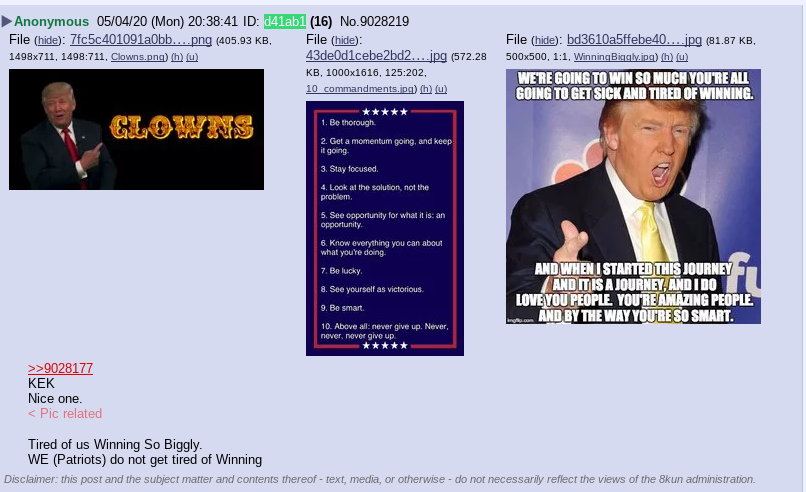 ▶Anonymous 05/04/20 (Mon) 20:38:41 ID: d41ab1 (16) No.9028219
File (hide): 7fc5c401091a0bb….png (405.93 KB,
1498x711, 1498:711, Clowns.png) (h) (u)
CLOWNS
File (hide):
43de0d1cebe2bd2….jpg (572.28
KB, 1000x1616, 125:202,
10_commandments.jpg) (h) (u)
1. Be thorough.
2. Get a momentum going, and keep
it going.
3. Stay focused.
4. Look at the solution, not the
problem.
5. See opportunity for what it is: an
opportunity.
6. Know everything you can about
what you're doing.
7. Be lucky.
8. See yourself as victorious.
9. Be smart.
10. Above all: never give up. Never,
never, never give up.
File (hide): bd3610a5ffebe40….jpg (81.87 KB,
500x500, 1:1, WinningBiggly.jpg) (h) (u)
WE'RE GOING TO WIN SO MUCH YOU'RE ALL
GOING TO GET SICK AND TIRED OF WINNING.
AND WHEN I STARTED THIS JOURNEY
AND IT IS A JOURNEY, AND I DO
LOVE YOU PEOPLE. YOU'RE AMAZING PEOPLE.
AND BY THE WAY YOU'RE SO SMART.
imgflip.com
>>9028177
KEK
Nice one.
< Pic related
Tired of us Winning So Biggly.
WE (Patriots) do not get tired of Winning
Disclaimer: this post and the subject matter and contents thereof - text, media, or otherwise - do not necessarily reflect the views of the 8kun administration.